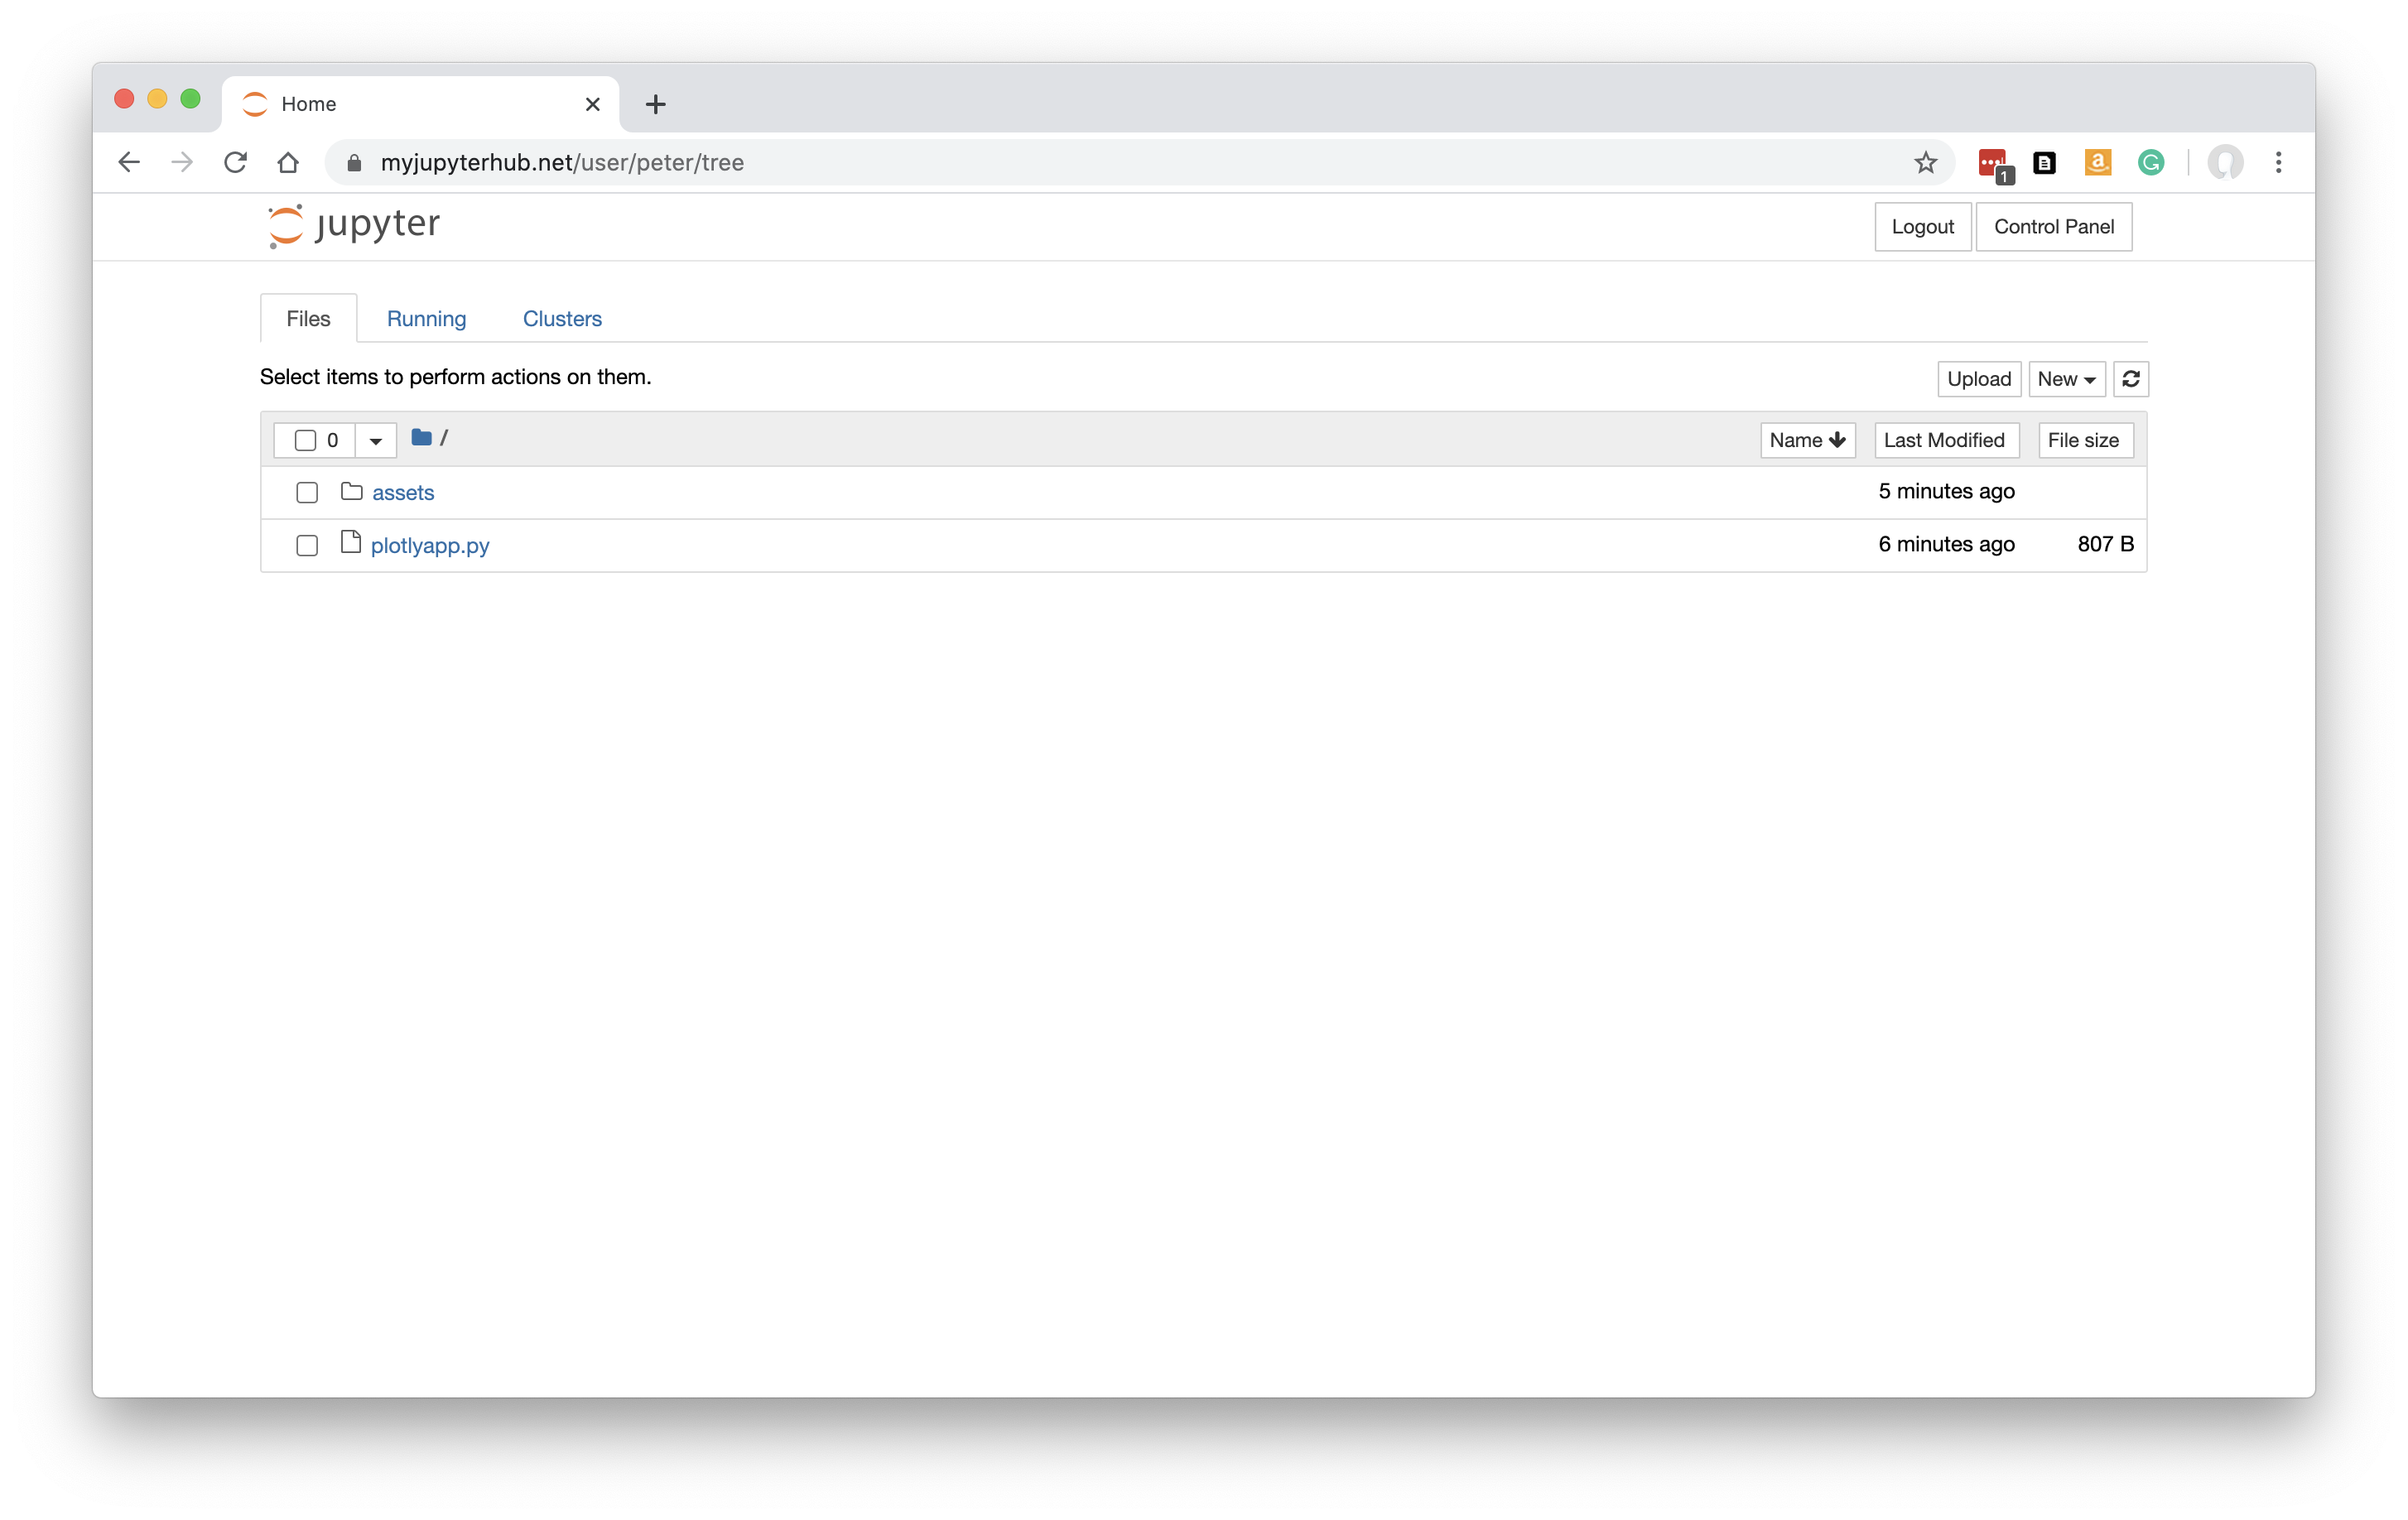 Home
myjupyterhub.net/user/peter/tree
1
jupyter
Logout Control Panel
Files Running Clusters
Select items to perform actions on them.
Upload New
0 / Name Last Modified File size
assets 5 minutes ago
plotlyapp.py 6 minutes ago 807 B